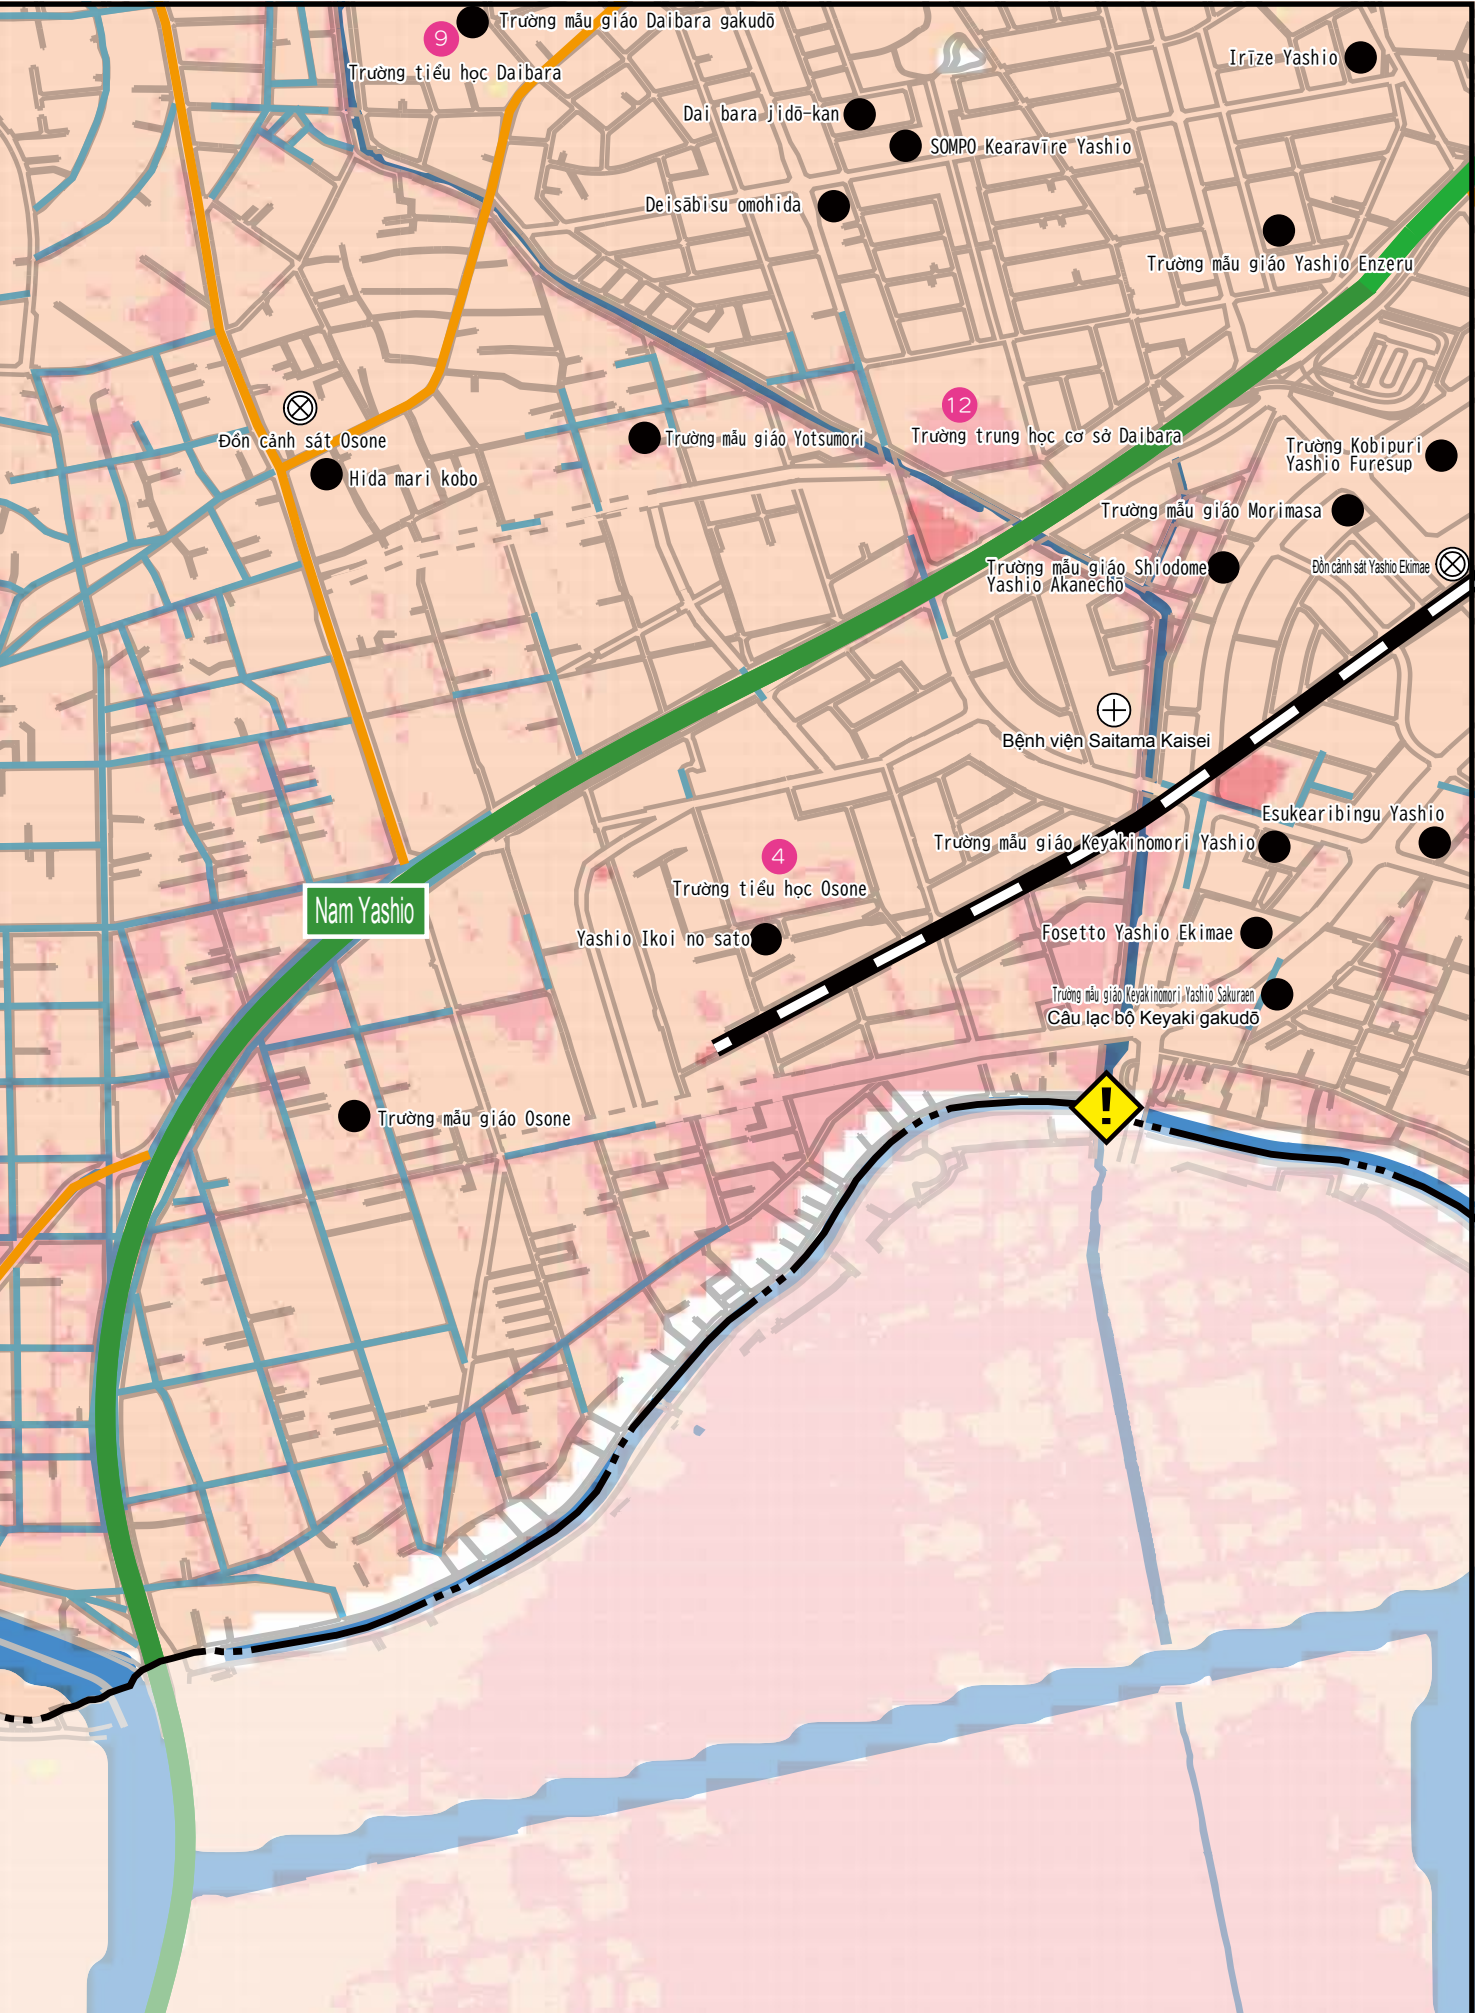 Trường mẫu giáo Daibara gakudō
9
Trường tiểu học Daibara
Irīze Yashio
Dai bara jidō-kan
SOMPO Kearavīre Yashio
Deisābisu omohida
Trường mẫu giáo Yashio Enzeru
12
Trường trung học cơ sở Daibara
Đồn cảnh sát Osone
Trường mẫu giáo Yotsumori
Hida mari kobo
Trường Kobipuri
Yashio Furesup
Trường mẫu giáo Morimasa
Trường mẫu giáo Shiodome
Yashio Akanechō
Đồn cảnh sát Yashio Ekimae
Bệnh viện Saitama Kaisei
Esukearibingu Yashio
Trường mẫu giáo Keyakinomori Yashio
4
Trường tiểu học Osone
Nam Yashio
Yashio Ikoi no sato
Fosetto Yashio Ekimae
Trường mẫu giáo Keyakinomori Yashio Sakuraen
Câu lạc bộ Keyaki gakudō
Trường mẫu giáo Osone
!